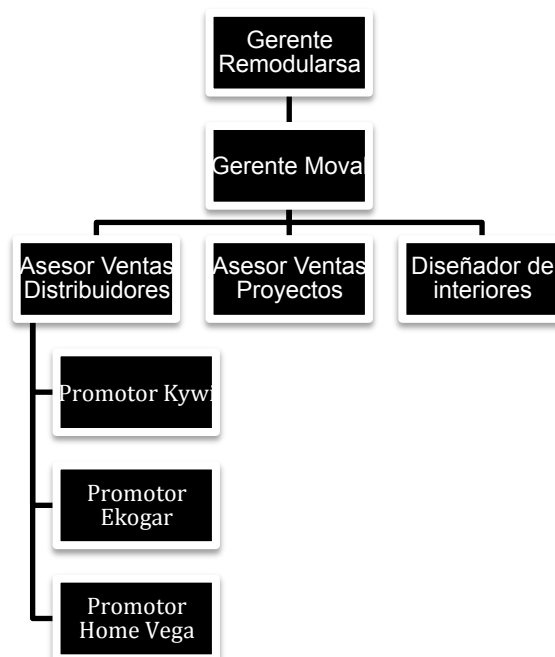 Gerente
Remodularsa
Gerente Moval
Asesor Ventas
Distribuidores
Asesor Ventas
Proyectos
Diseñador de
interiores
Promotor Kywi
Promotor
Ekogar
Promotor
Home Vega